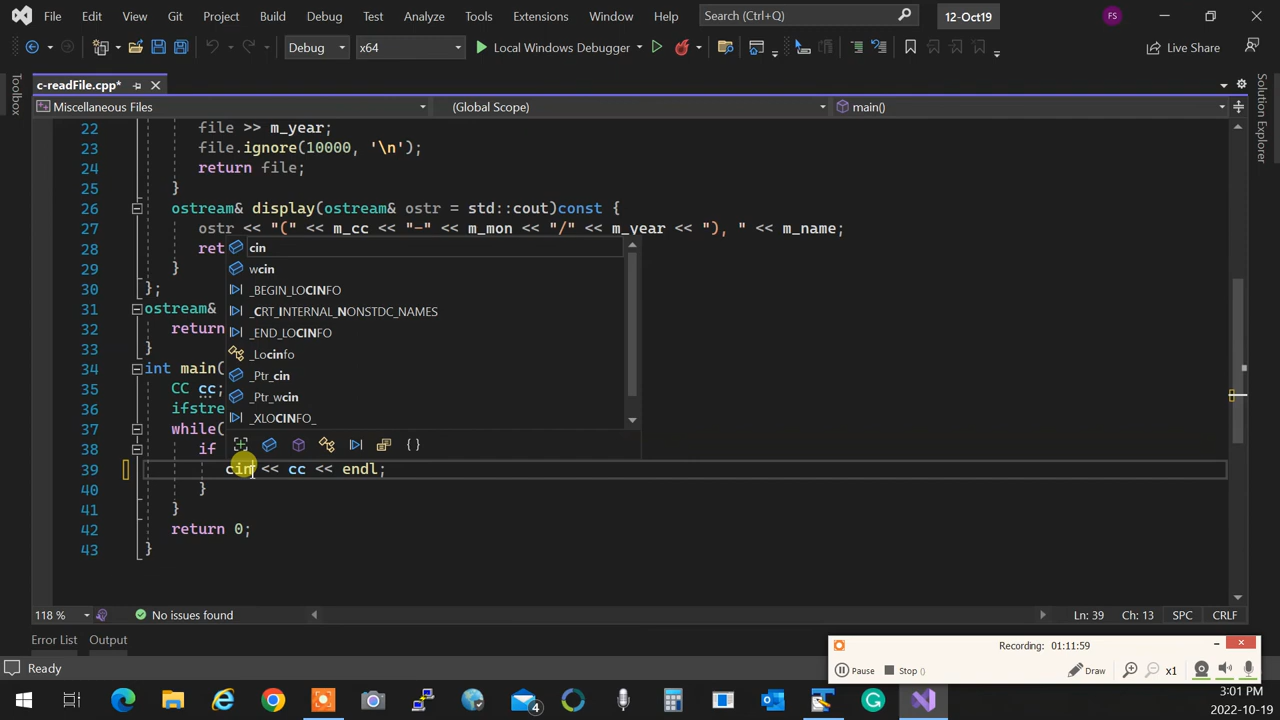 File Edit View Git Project Build Debug Test Analyze Tools Extensions Window Help Search (Ctrl+Q) 12-Oct19 FS
Debug x64 Local Windows Debugger Live Share
c-readFile.cpp*
Toolbox
Solution Explorer
Miscellaneous Files (Global Scope) main()
22 file >> m_year;
23 file.ignore(10000, '\n');
24 return file;
25 }
26 ostream& display(ostream& ostr = std::cout)const {
27 ostr << "(" << m_cc << "-" << m_mon << "/" << m_year << "), " << m_name;
28 ret
29 }
30 };
31 ostream&
32 return
33 }
34 int main(
35 CC cc;
36 ifstre
37 while(
38 if
39 cin << cc << endl;
40 }
41 }
42 return 0;
43 }
cin
wcin
_BEGIN_LOCINFO
_CRT_INTERNAL_NONSTDC_NAMES
_END_LOCINFO
_Locinfo
_Ptr_cin
_Ptr_wcin
_XLOCINFO_
118 % No issues found Ln: 39 Ch: 13 SPC CRLF
Error List Output
Recording: 01:11:59
Pause Stop () Draw x1
Ready
4
3:01 PM
2022-10-19